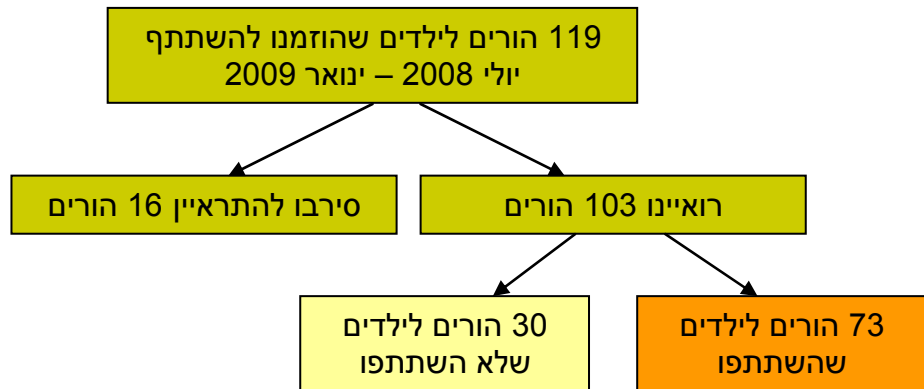 119 הורים לילדים שהוזמנו להשתתף
יולי 2008 – ינואר 2009
רואיינו 103 הורים
סירבו להתראיין 16 הורים
73 הורים לילדים
שהשתתפו
30 הורים לילדים
שלא השתתפו